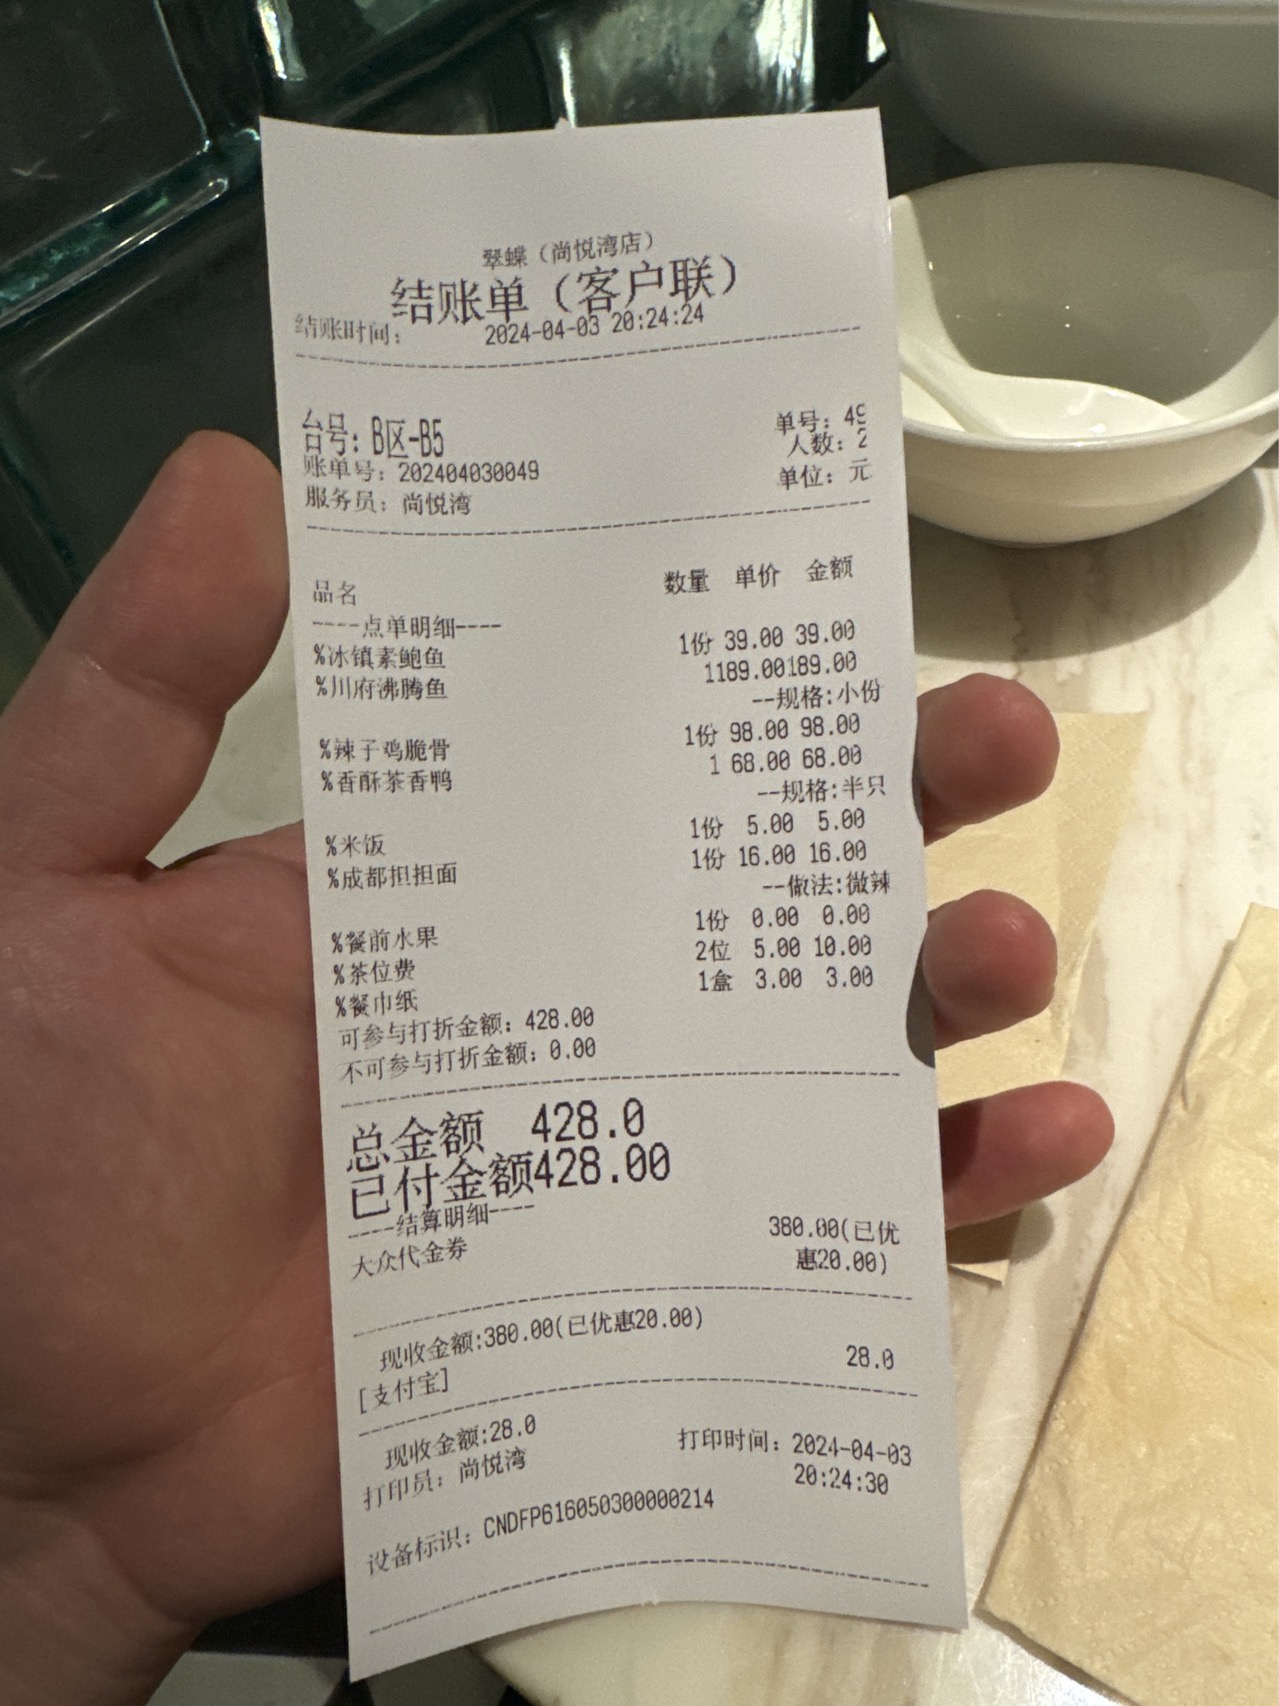 翠蝶（尚悦湾店）
结账单（客户联）
结账时间： 2024-04-03 20:24:24
台号：B区-B5 单号：49
人数：2
账单号：202404030049
服务员：尚悦湾 单位：元
品名 数量 单价 金额
----点单明细----
%冰镇素鲍鱼 1份 39.00 39.00
%川府沸腾鱼 1189.00189.00
--规格:小份
%辣子鸡脆骨 1份 98.00 98.00
%香酥茶香鸭 1 68.00 68.00
--规格:半只
%米饭 1份 5.00 5.00
%成都担担面 1份 16.00 16.00
--做法:微辣
%餐前水果 1份 0.00 0.00
%茶位费 2位 5.00 10.00
%餐巾纸 1盒 3.00 3.00
可参与打折金额：428.00
不可参与打折金额：0.00
总金额 428.0
已付金额428.00
----结算明细----
大众代金券 380.00(已优
惠20.00)
现收金额:380.00(已优惠20.00)
[支付宝] 28.0
现收金额:28.0
打印员：尚悦湾 打印时间：2024-04-03
20:24:30
设备标识：CNDFP616050300000214